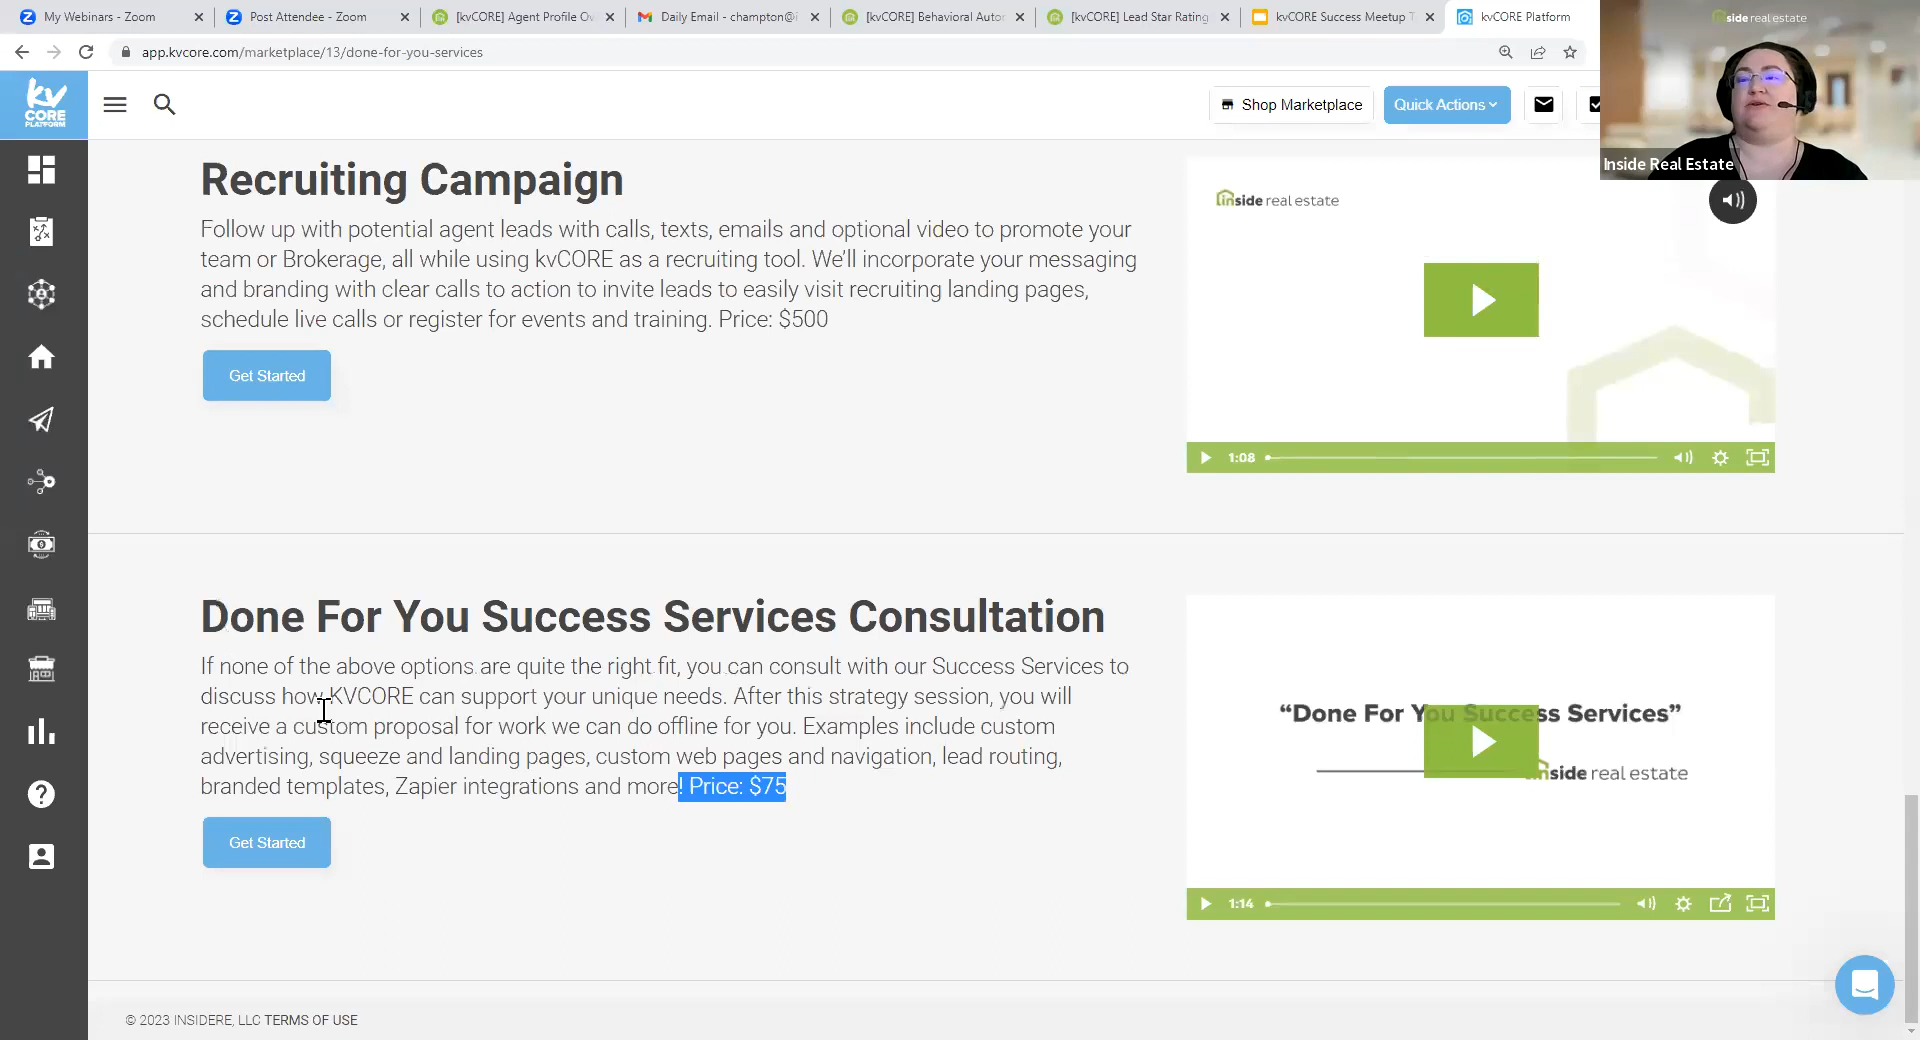 My Webinars - Zoom
Post Attendee - Zoom
[kvCORE] Agent Profile Ov
Daily Email - champton@i
[kvCORE] Behavioral Autor
[kvCORE] Lead Star Rating
kvCORE Success Meetup T
kvCORE Platform
app.kvcore.com/marketplace/13/done-for-you-services
inside real estate
Inside Real Estate
kv
CORE
PLATFORM
Shop Marketplace
Quick Actions
Recruiting Campaign
Follow up with potential agent leads with calls, texts, emails and optional video to promote your
team or Brokerage, all while using kvCORE as a recruiting tool. We'll incorporate your messaging
and branding with clear calls to action to invite leads to easily visit recruiting landing pages,
schedule live calls or register for events and training. Price: $500
Get Started
inside real estate
1:08
Done For You Success Services Consultation
If none of the above options are quite the right fit, you can consult with our Success Services to
discuss how KVCORE can support your unique needs. After this strategy session, you will
receive a custom proposal for work we can do offline for you. Examples include custom
advertising, squeeze and landing pages, custom web pages and navigation, lead routing,
branded templates, Zapier integrations and more! Price: $75
Get Started
"Done For You Success Services"
inside real estate
1:14
© 2023 INSIDERE, LLC TERMS OF USE